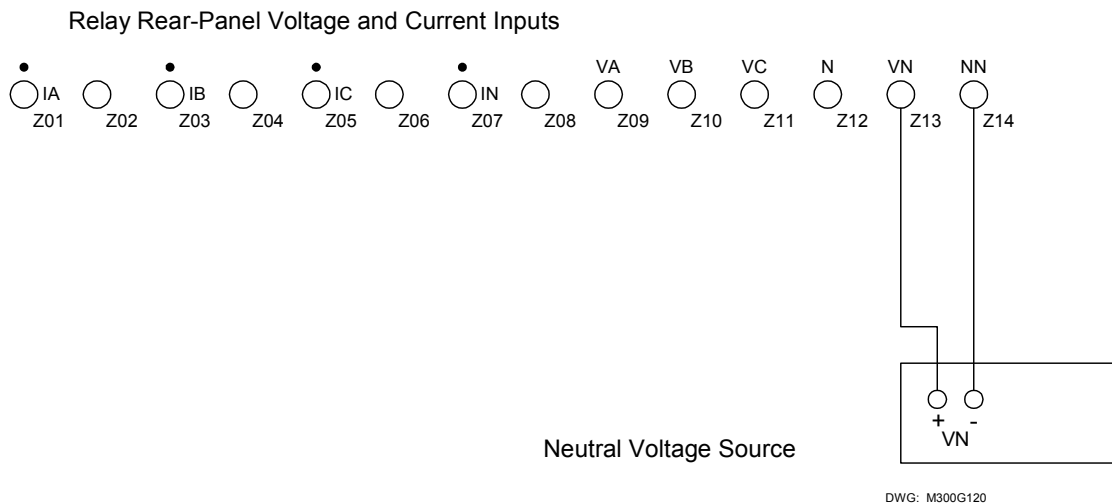 Relay Rear-Panel Voltage and Current Inputs
VA VB VC N VN NN
IA IB IC IN
Z01 Z02 Z03 Z04 Z05 Z06 Z07 Z08 Z09 Z10 Z11 Z12 Z13 Z14
+ -
VN
Neutral Voltage Source
DWG: M300G120